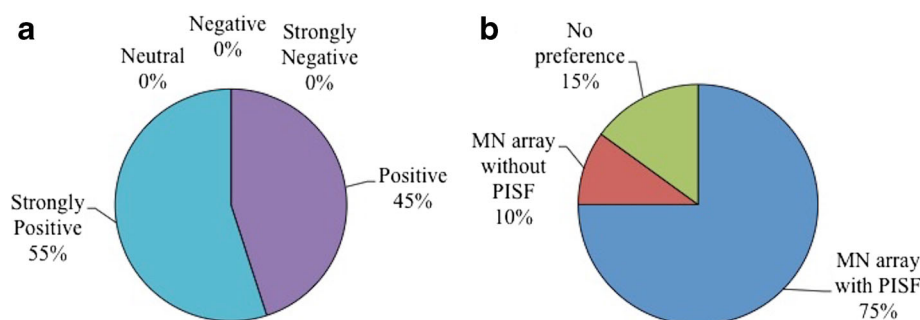 a
Negative
0%
Strongly
Negative
0%
Neutral
0%
Positive
45%
Strongly
Positive
55%
b
No
preference
15%
MN array
without
PISF
10%
MN array
with PISF
75%